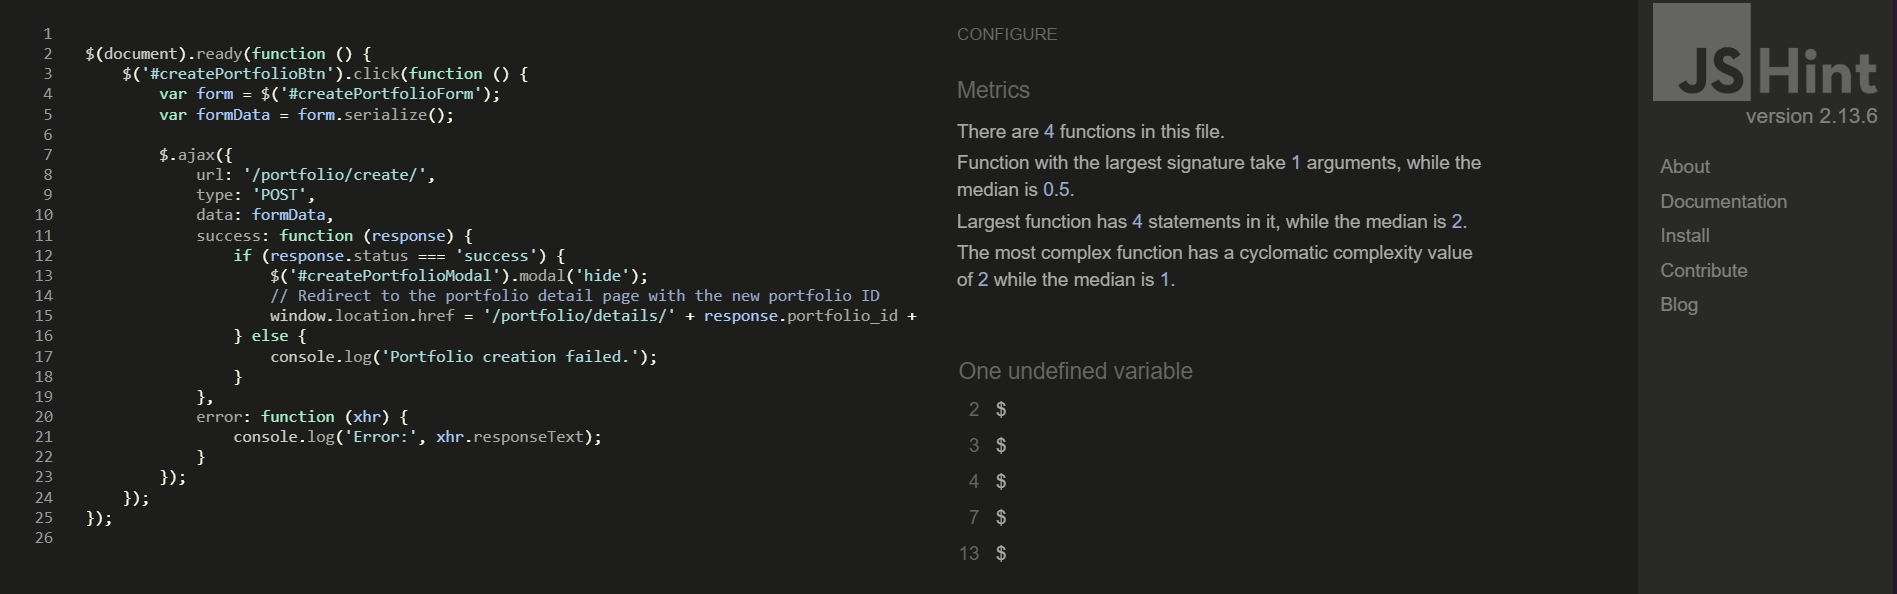 1
2 $(document).ready(function () {
3 $('#createPortfolioBtn').click(function () {
4 var form = $('#createPortfolioForm');
5 var formData = form.serialize();
6
7 $.ajax({
8 url: '/portfolio/create/',
9 type: 'POST',
10 data: formData,
11 success: function (response) {
12 if (response.status === 'success') {
13 $('#createPortfolioModal').modal('hide');
14 // Redirect to the portfolio detail page with the new portfolio ID
15 window.location.href = '/portfolio/details/' + response.portfolio_id +
16 } else {
17 console.log('Portfolio creation failed.');
18 }
19 },
20 error: function (xhr) {
21 console.log('Error:', xhr.responseText);
22 }
23 });
24 });
25 });
26
CONFIGURE
Metrics
There are 4 functions in this file.
Function with the largest signature take 1 arguments, while the
median is 0.5.
Largest function has 4 statements in it, while the median is 2.
The most complex function has a cyclomatic complexity value
of 2 while the median is 1.
One undefined variable
2 $
3 $
4 $
7 $
13 $
JSHint
version 2.13.6
About
Documentation
Install
Contribute
Blog